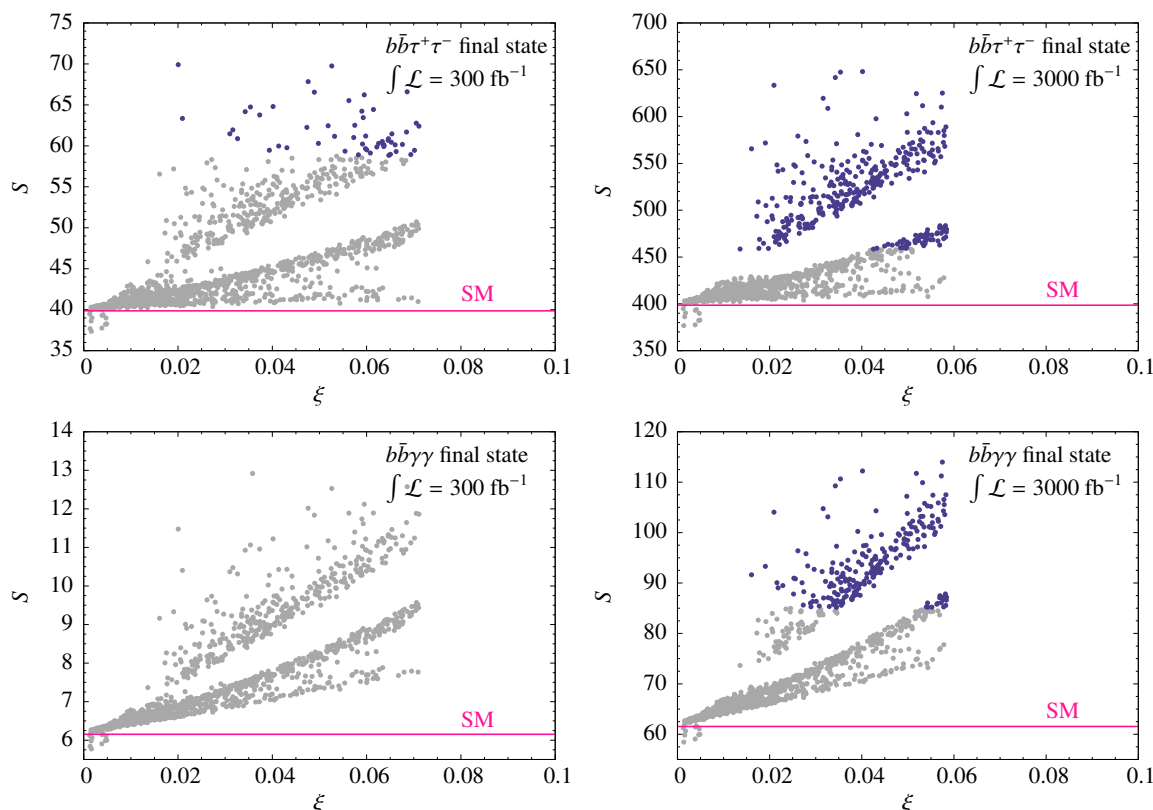 75
70
65
60
55
50
45
40
35
S
bb̄τ⁺τ⁻ final state
∫ ℒ = 300 fb⁻¹
SM
0 0.02 0.04 0.06 0.08 0.1
ξ
700
650
600
550
500
450
400
350
S
bb̄τ⁺τ⁻ final state
∫ ℒ = 3000 fb⁻¹
SM
0 0.02 0.04 0.06 0.08 0.1
ξ
14
13
12
11
10
9
8
7
6
S
bb̄γγ final state
∫ ℒ = 300 fb⁻¹
SM
0 0.02 0.04 0.06 0.08 0.1
ξ
120
110
100
90
80
70
60
S
bb̄γγ final state
∫ ℒ = 3000 fb⁻¹
SM
0 0.02 0.04 0.06 0.08 0.1
ξ